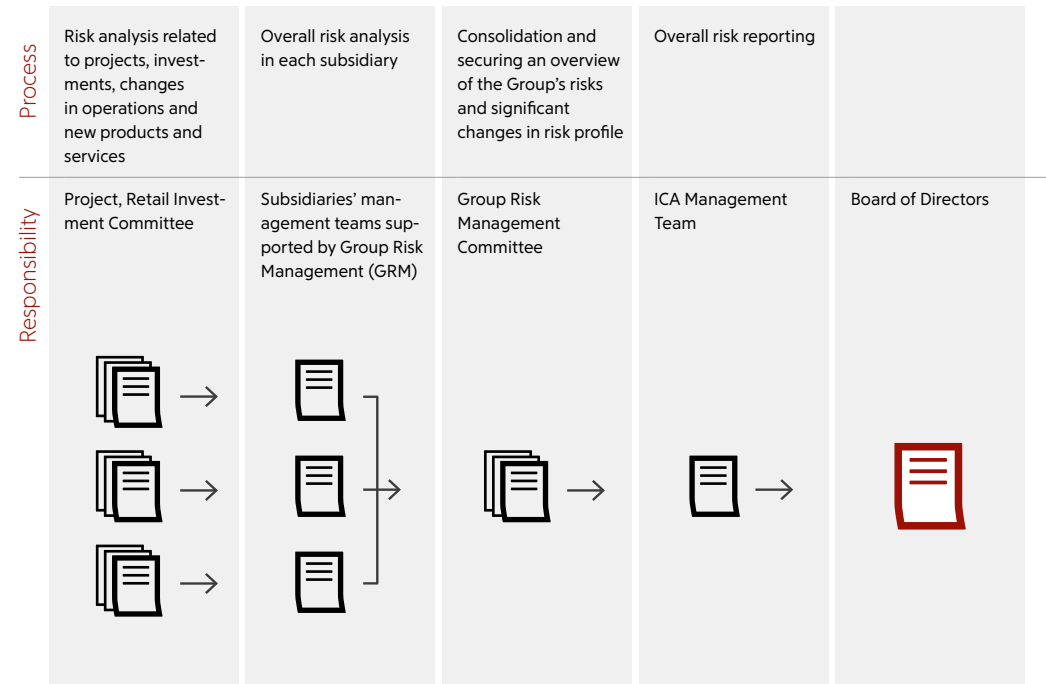 Process
Risk analysis related
to projects, invest-
ments, changes
in operations and
new products and
services
Overall risk analysis
in each subsidiary
Consolidation and
securing an overview
of the Group’s risks
and significant
changes in risk profile
Overall risk reporting
Responsibility
Project, Retail Invest-
ment Committee
Subsidiaries’ man-
agement teams sup-
ported by Group Risk
Management (GRM)
Group Risk
Management
Committee
ICA Management
Team
Board of Directors